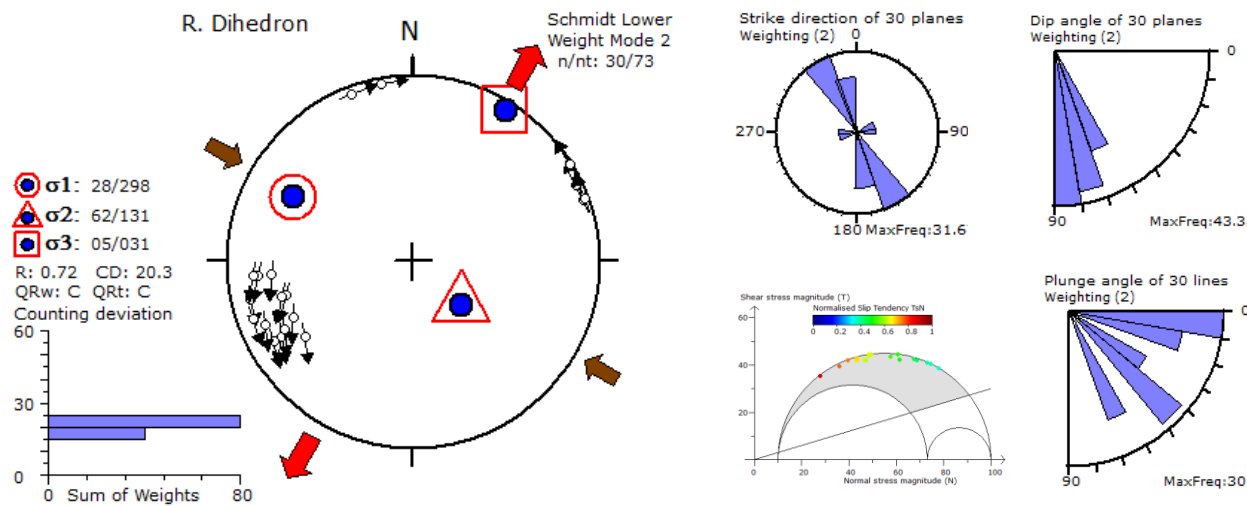 R. Dihedron
N
Schmidt Lower
Weight Mode 2
n/nt: 30/73
σ1: 28/298
σ2: 62/131
σ3: 05/031
R: 0.72 CD: 20.3
QRw: C QRt: C
Counting deviation
60
30
0
0 Sum of Weights 80
Strike direction of 30 planes
Weighting (2) 0
270
90
180 MaxFreq:31.6
Dip angle of 30 planes
Weighting (2)
0
90
MaxFreq:43.3
Shear stress magnitude (T)
Normalised Slip Tendency TsN
60
0 0.2 0.4 0.6 0.8 1
40
20
0 20 40 60 80 100
Normal stress magnitude (N)
Plunge angle of 30 lines
Weighting (2)
0
90
MaxFreq:30